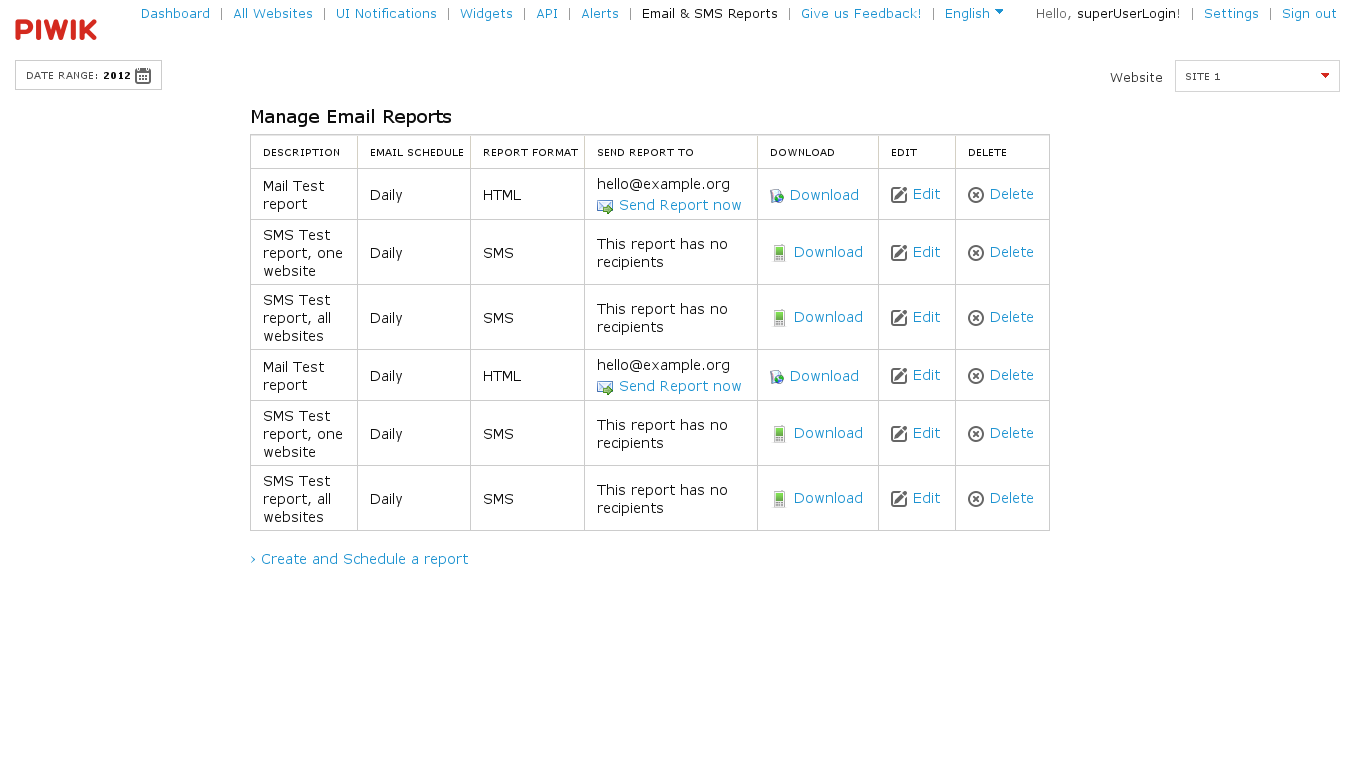 PIWIK
Dashboard | All Websites | UI Notifications | Widgets | API | Alerts | Email & SMS Reports | Give us Feedback! | English
Hello, superUserLogin! | Settings | Sign out
DATE RANGE: 2012
Website SITE 1
Manage Email Reports
DESCRIPTION EMAIL SCHEDULE REPORT FORMAT SEND REPORT TO DOWNLOAD EDIT DELETE
Mail Test
report
Daily
HTML
hello@example.org
Send Report now
Download
Edit
Delete
SMS Test
report, one
website
Daily
SMS
This report has no
recipients
Download
Edit
Delete
SMS Test
report, all
websites
Daily
SMS
This report has no
recipients
Download
Edit
Delete
Mail Test
report
Daily
HTML
hello@example.org
Send Report now
Download
Edit
Delete
SMS Test
report, one
website
Daily
SMS
This report has no
recipients
Download
Edit
Delete
SMS Test
report, all
websites
Daily
SMS
This report has no
recipients
Download
Edit
Delete
› Create and Schedule a report